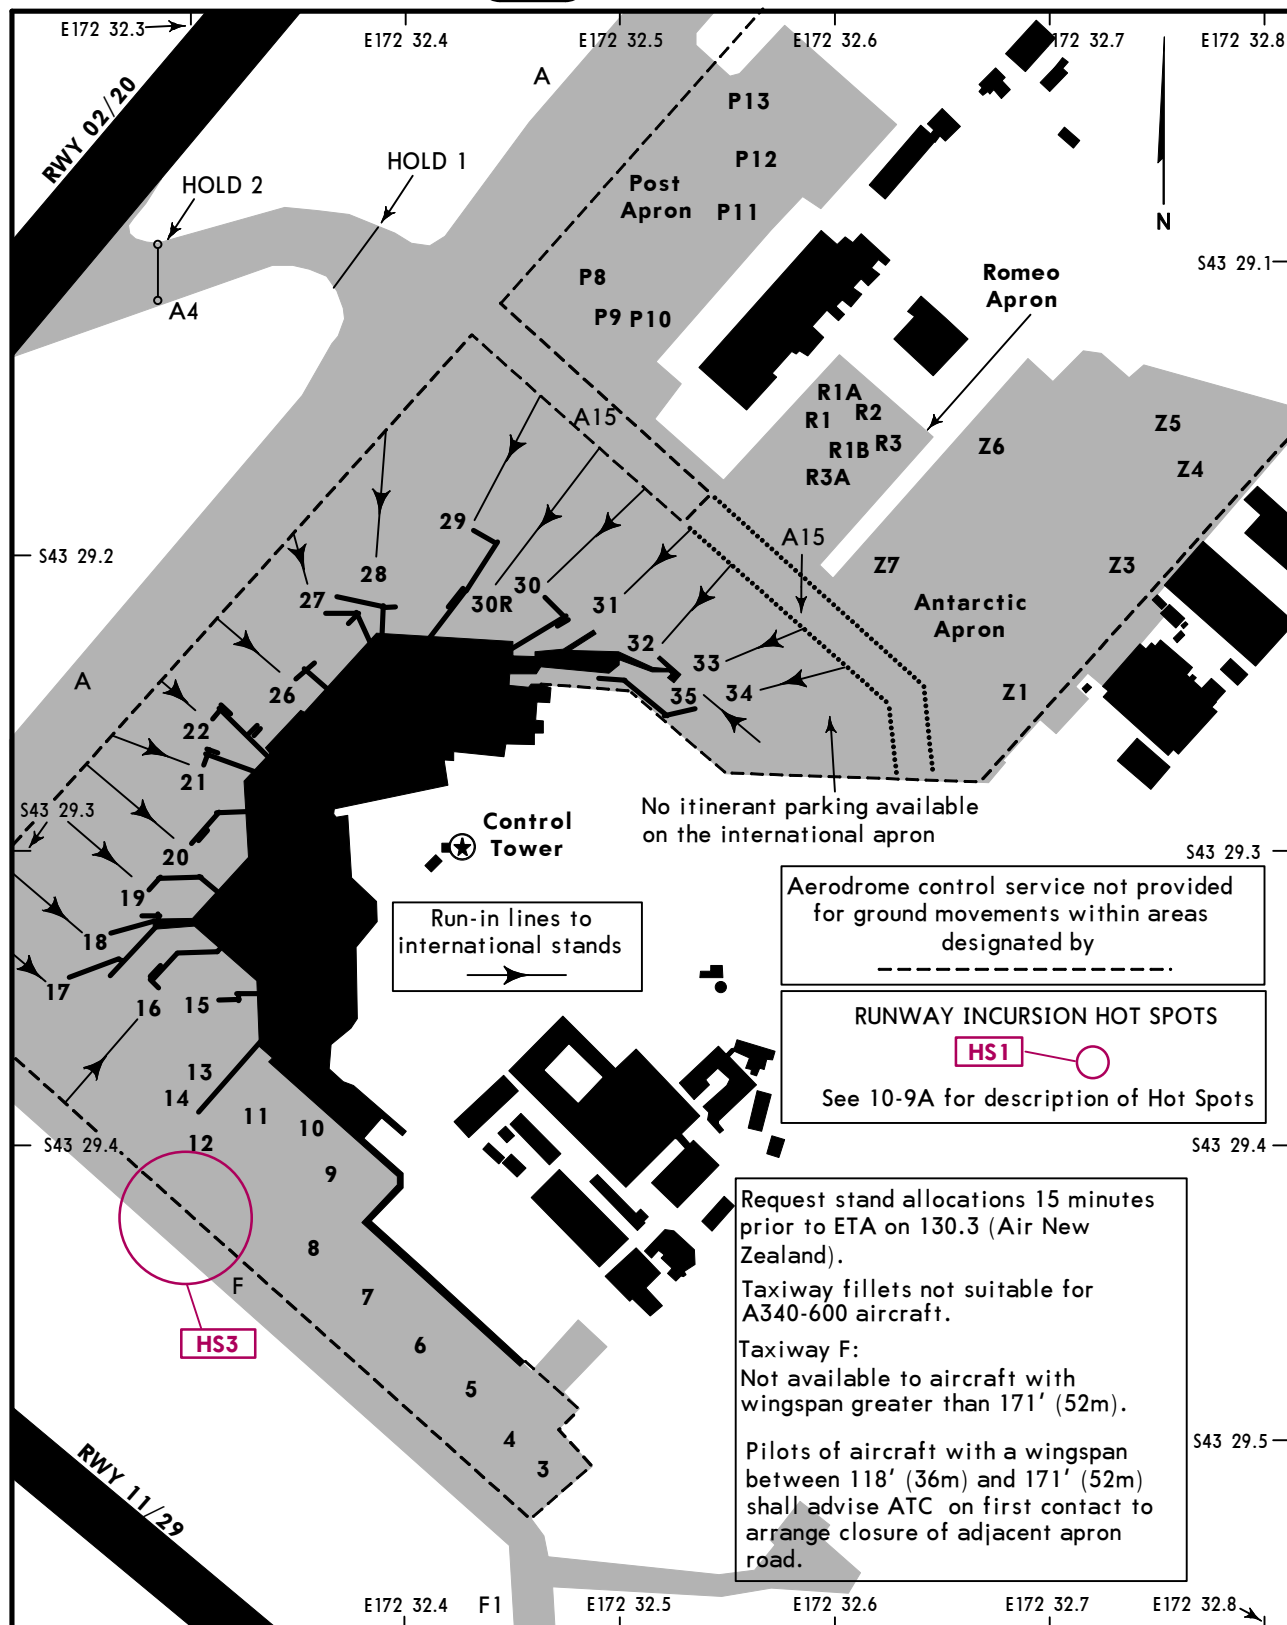 E172 32.3
E172 32.4
E172 32.5
E172 32.6
172 32.7
E172 32.8
A
RWY 02/20
P13
HOLD 1
P12
HOLD 2
Post
Apron
P11
N
S43 29.1
P8
Romeo
Apron
A4
P9 P10
R1A
A15
R1
R2
Z5
R1B
R3
Z6
Z4
R3A
29
A15
S43 29.2
28
30
Z7
Z3
27
30R
31
Antarctic
Apron
32
A
33
26
35
34
Z1
22
21
S43 29.3
No itinerant parking available
on the international apron
Control
Tower
20
S43 29.3
19
Aerodrome control service not provided
for ground movements within areas
designated by
Run-in lines to
international stands
18
17
16
15
RUNWAY INCURSION HOT SPOTS
HS1
See 10-9A for description of Hot Spots
13
14
11
10
12
S43 29.4
S43 29.4
9
Request stand allocations 15 minutes
prior to ETA on 130.3 (Air New
Zealand).
8
F
Taxiway fillets not suitable for
A340-600 aircraft.
7
HS3
6
Taxiway F:
Not available to aircraft with
wingspan greater than 171' (52m).
5
4
S43 29.5
3
Pilots of aircraft with a wingspan
between 118' (36m) and 171' (52m)
shall advise ATC on first contact to
arrange closure of adjacent apron
road.
RWY 11/29
E172 32.4
F1
E172 32.5
E172 32.6
E172 32.7
E172 32.8